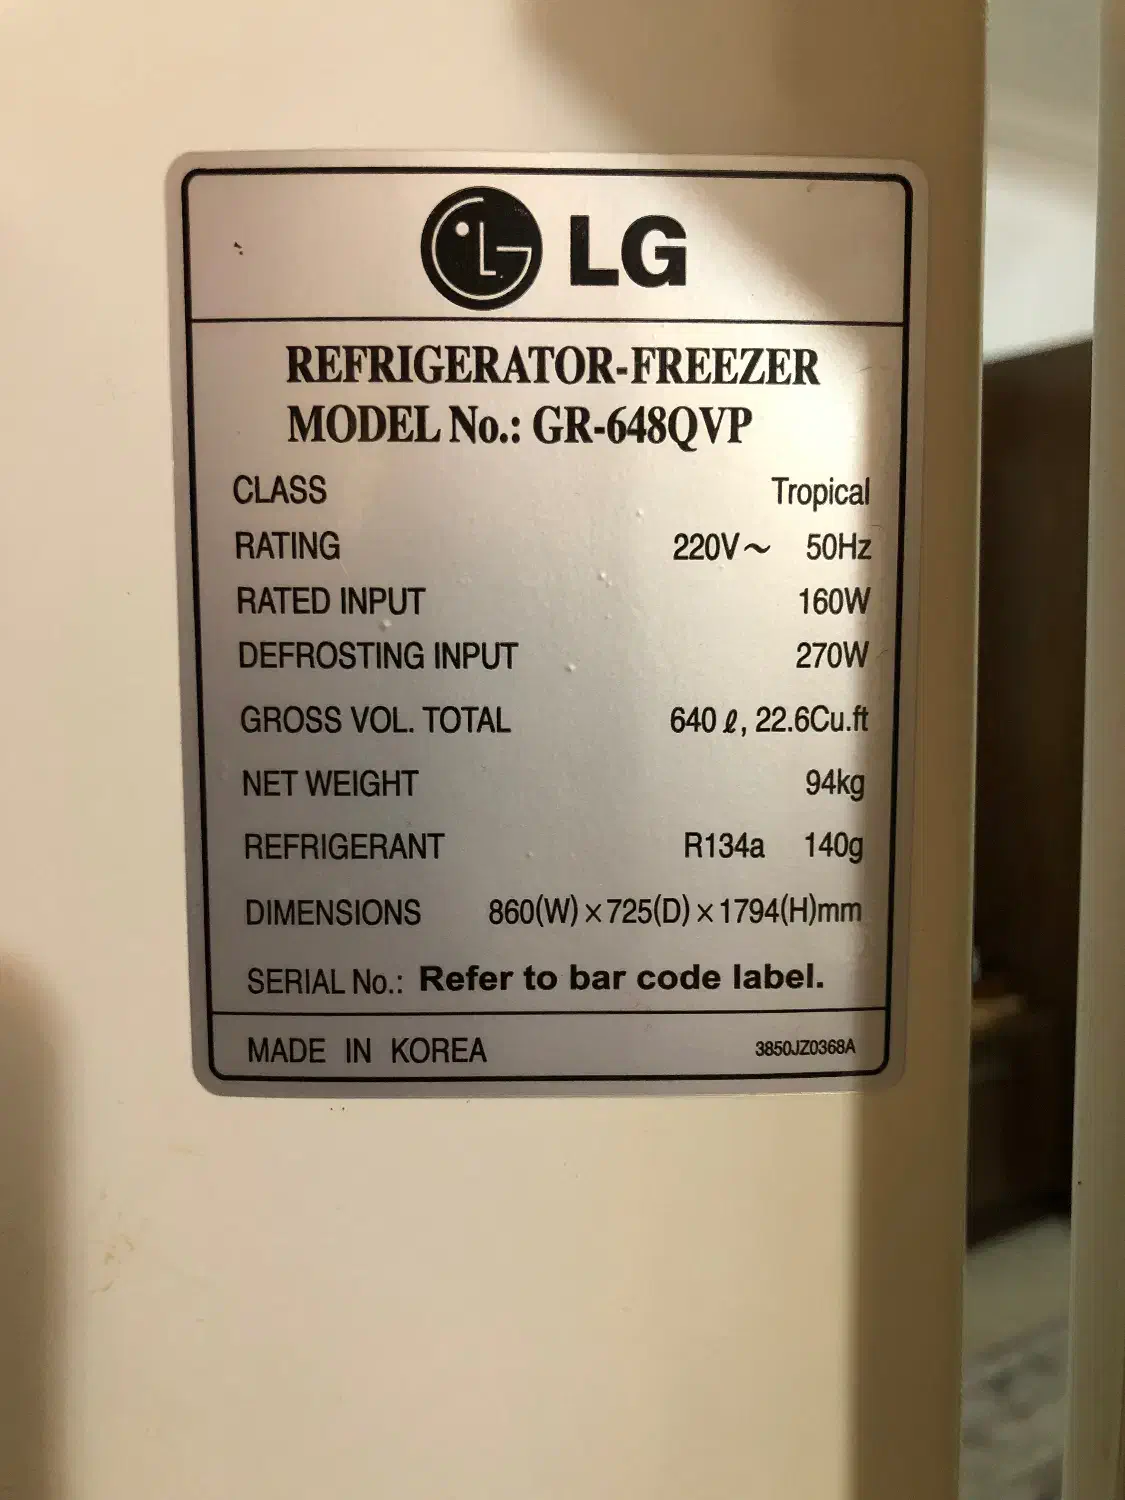 LG
REFRIGERATOR-FREEZER
MODEL No.: GR-648QVP
CLASS Tropical
RATING 220V~ 50Hz
RATED INPUT 160W
DEFROSTING INPUT 270W
GROSS VOL. TOTAL 640 ℓ, 22.6Cu.ft
NET WEIGHT 94kg
REFRIGERANT R134a 140g
DIMENSIONS 860(W)×725(D)×1794(H)mm
SERIAL No.: Refer to bar code label.
MADE IN KOREA 3850JZ0368A